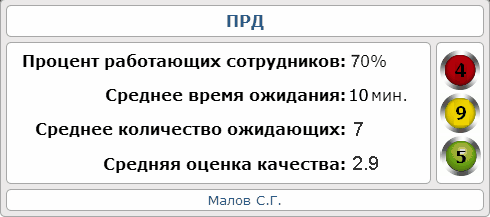 ПРД
Процент работающих сотрудников: 70%
4
Среднее время ожидания: 10 мин.
9
Среднее количество ожидающих: 7
5
Средняя оценка качества: 2.9
Малов С.Г.